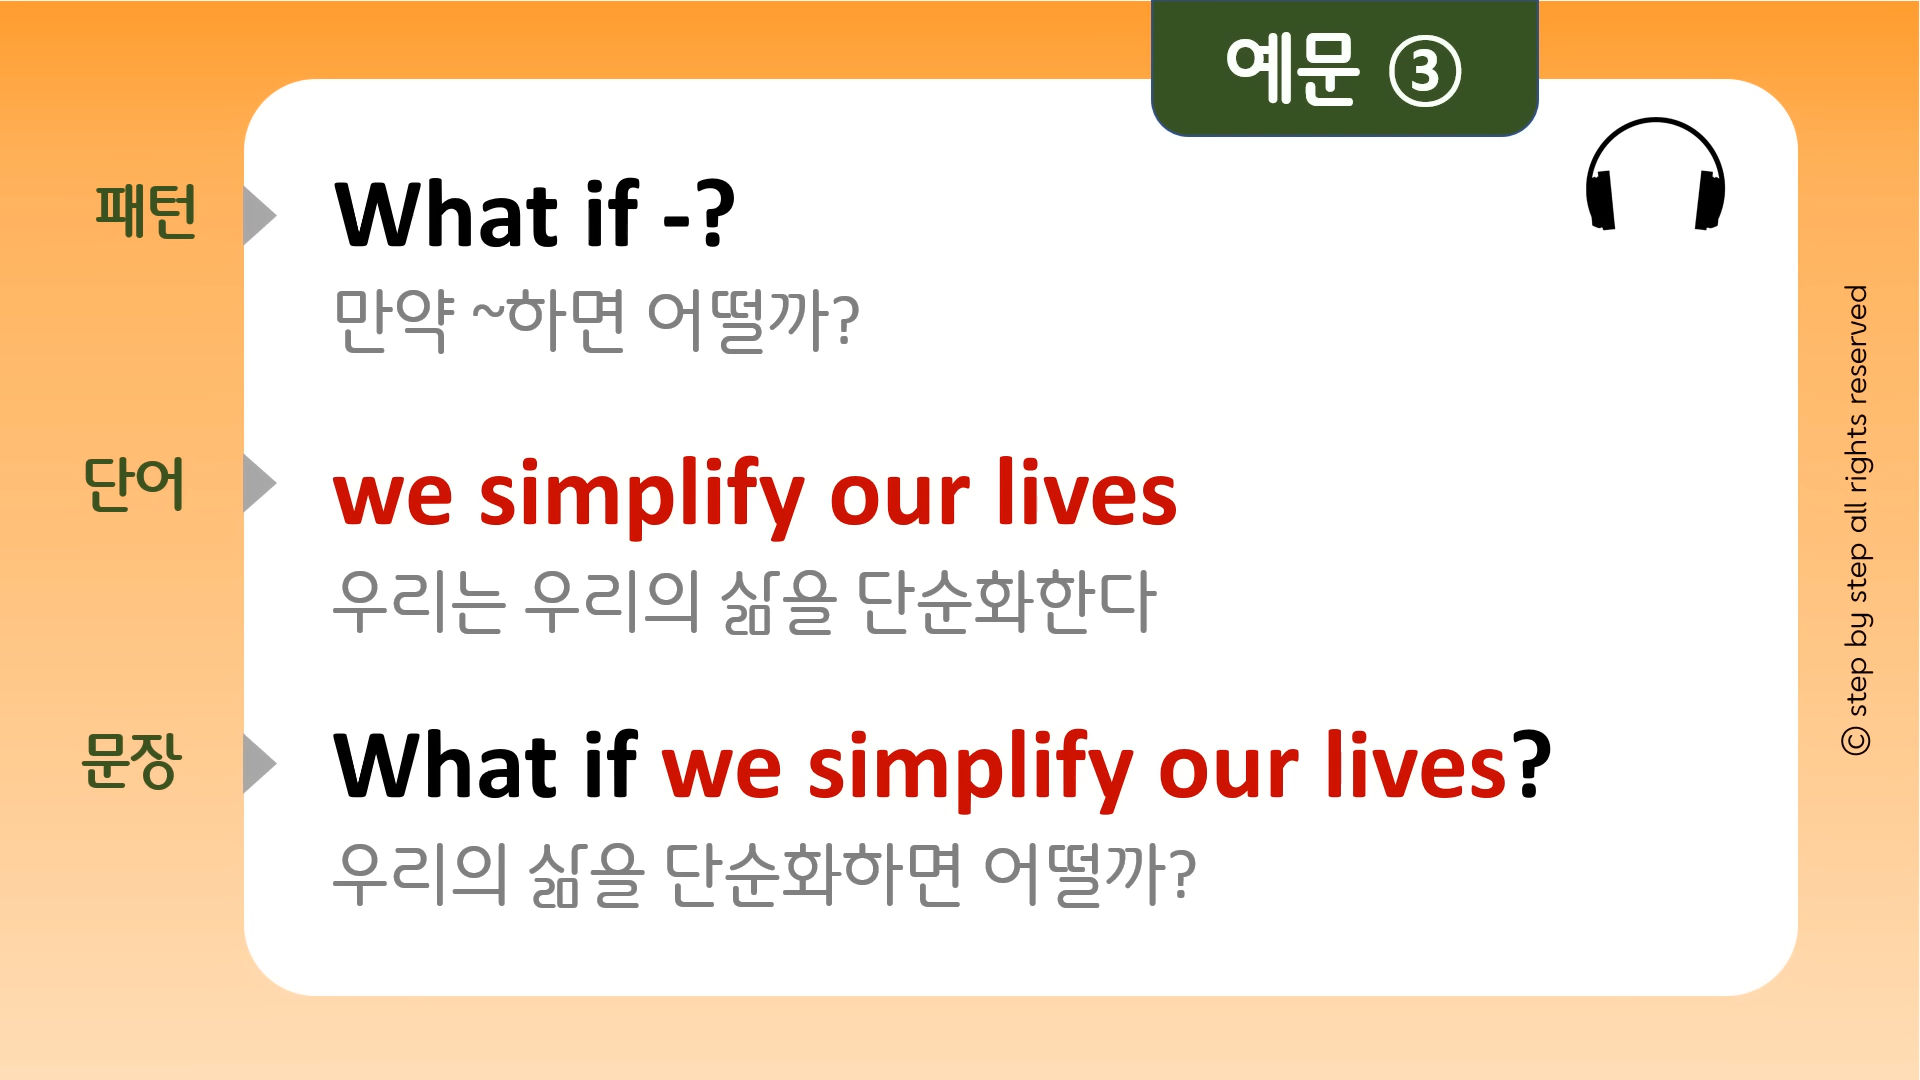 예문 ③
패턴
What if -?
만약 ~하면 어떨까?
단어
we simplify our lives
우리는 우리의 삶을 단순화한다
문장
What if we simplify our lives?
우리의 삶을 단순화하면 어떨까?
© step by step all rights reserved